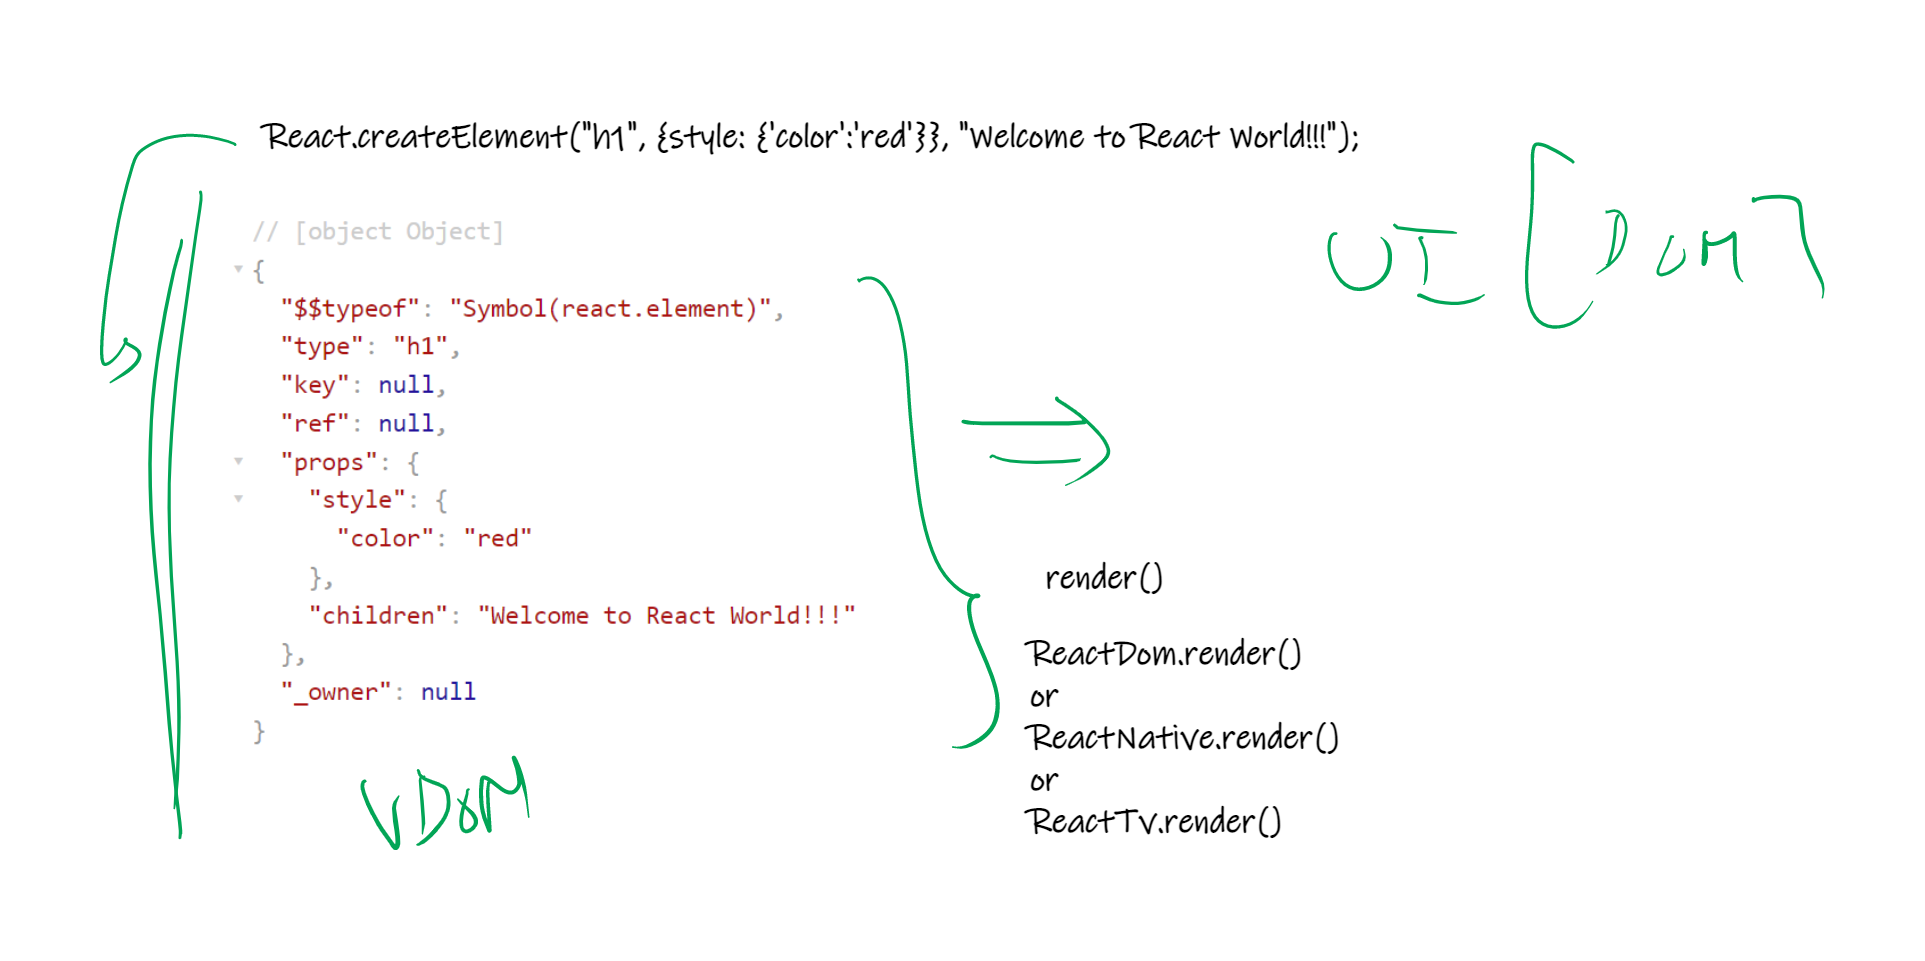 React.createElement("h1", {style: {'color':'red'}}, "Welcome to React World!!!");
// [object Object]
{
"$$typeof": "Symbol(react.element)",
"type": "h1",
"key": null,
"ref": null,
"props": {
"style": {
"color": "red"
},
"children": "Welcome to React World!!!"
},
"_owner": null
}
VDOM
UI [DOM]
render()
ReactDom.render()
or
ReactNative.render()
or
ReactTv.render()